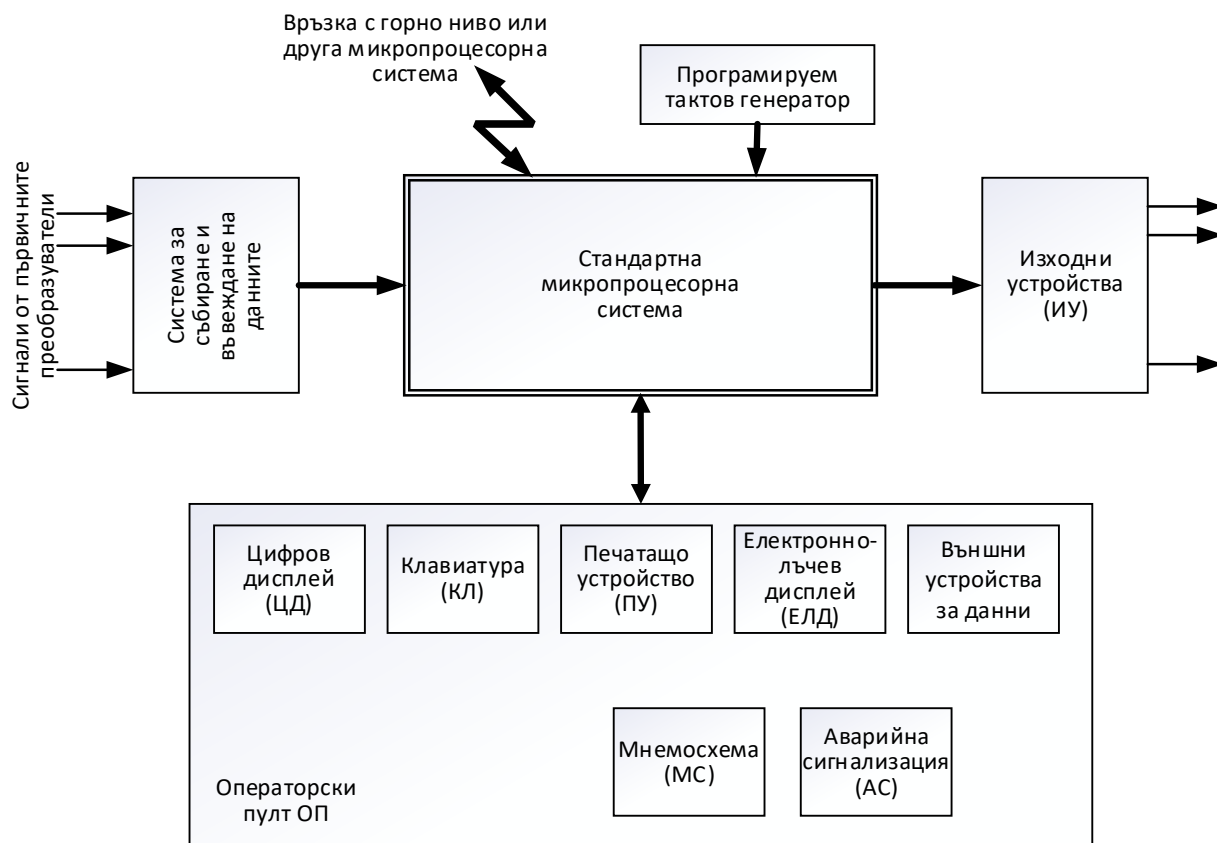 Връзка с горно ниво или
друга микропроцесорна
система
Програмируем
тактов генератор
Сигнали от първичните
преобразуватели
Система за
събиране и
въвеждане на
данните
Стандартна
микропроцесорна
система
Изходни
устройства
(ИУ)
Цифров
дисплей
(ЦД)
Клавиатура
(КЛ)
Печатащо
устройство
(ПУ)
Електронно-
лъчев
дисплей
(ЕЛД)
Външни
устройства
за данни
Мнемосхема
(МС)
Аварийна
сигнализация
(АС)
Операторски
пулт ОП